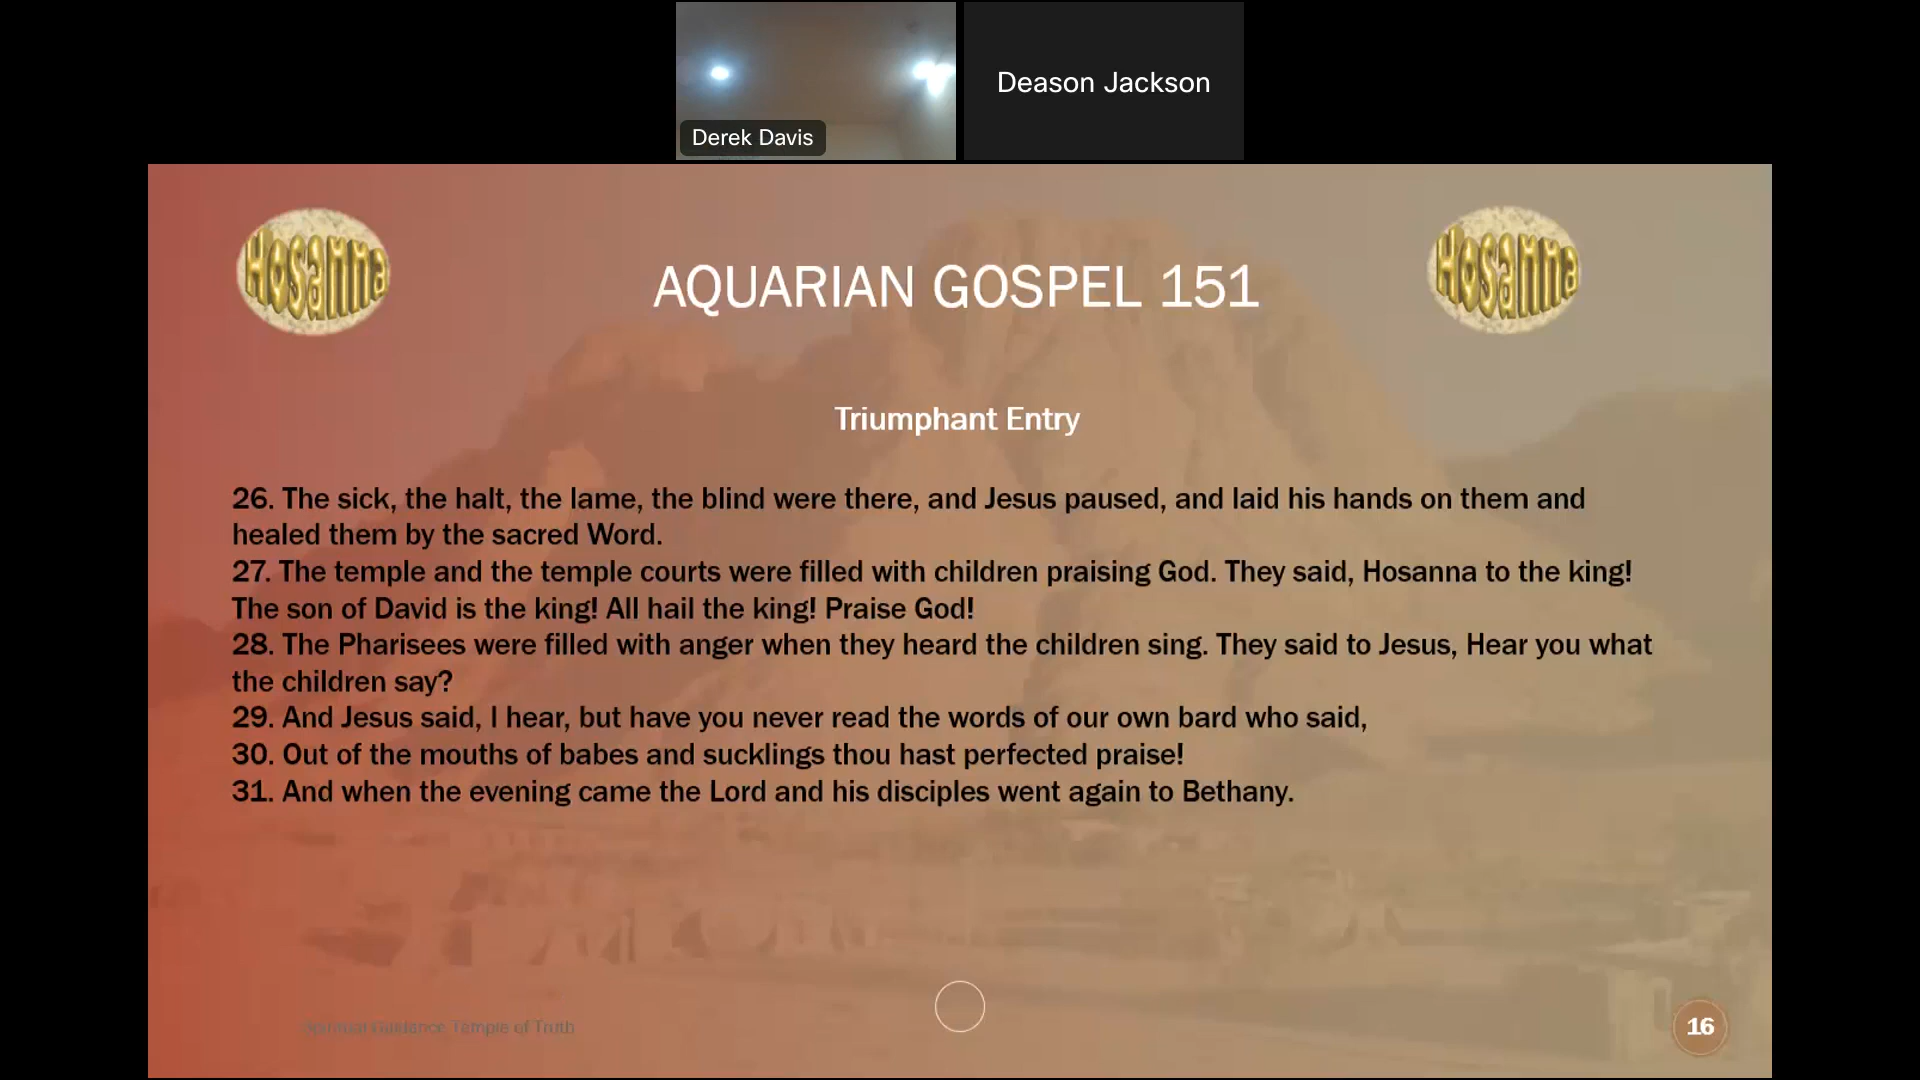 Derek Davis
Deason Jackson
Hosanna
Hosanna
AQUARIAN GOSPEL 151
Triumphant Entry
26. The sick, the halt, the lame, the blind were there, and Jesus paused, and laid his hands on them and
healed them by the sacred Word.
27. The temple and the temple courts were filled with children praising God. They said, Hosanna to the king!
The son of David is the king! All hail the king! Praise God!
28. The Pharisees were filled with anger when they heard the children sing. They said to Jesus, Hear you what
the children say?
29. And Jesus said, I hear, but have you never read the words of our own bard who said,
30. Out of the mouths of babes and sucklings thou hast perfected praise!
31. And when the evening came the Lord and his disciples went again to Bethany.
Spiritual Guidance Temple of Truth
16